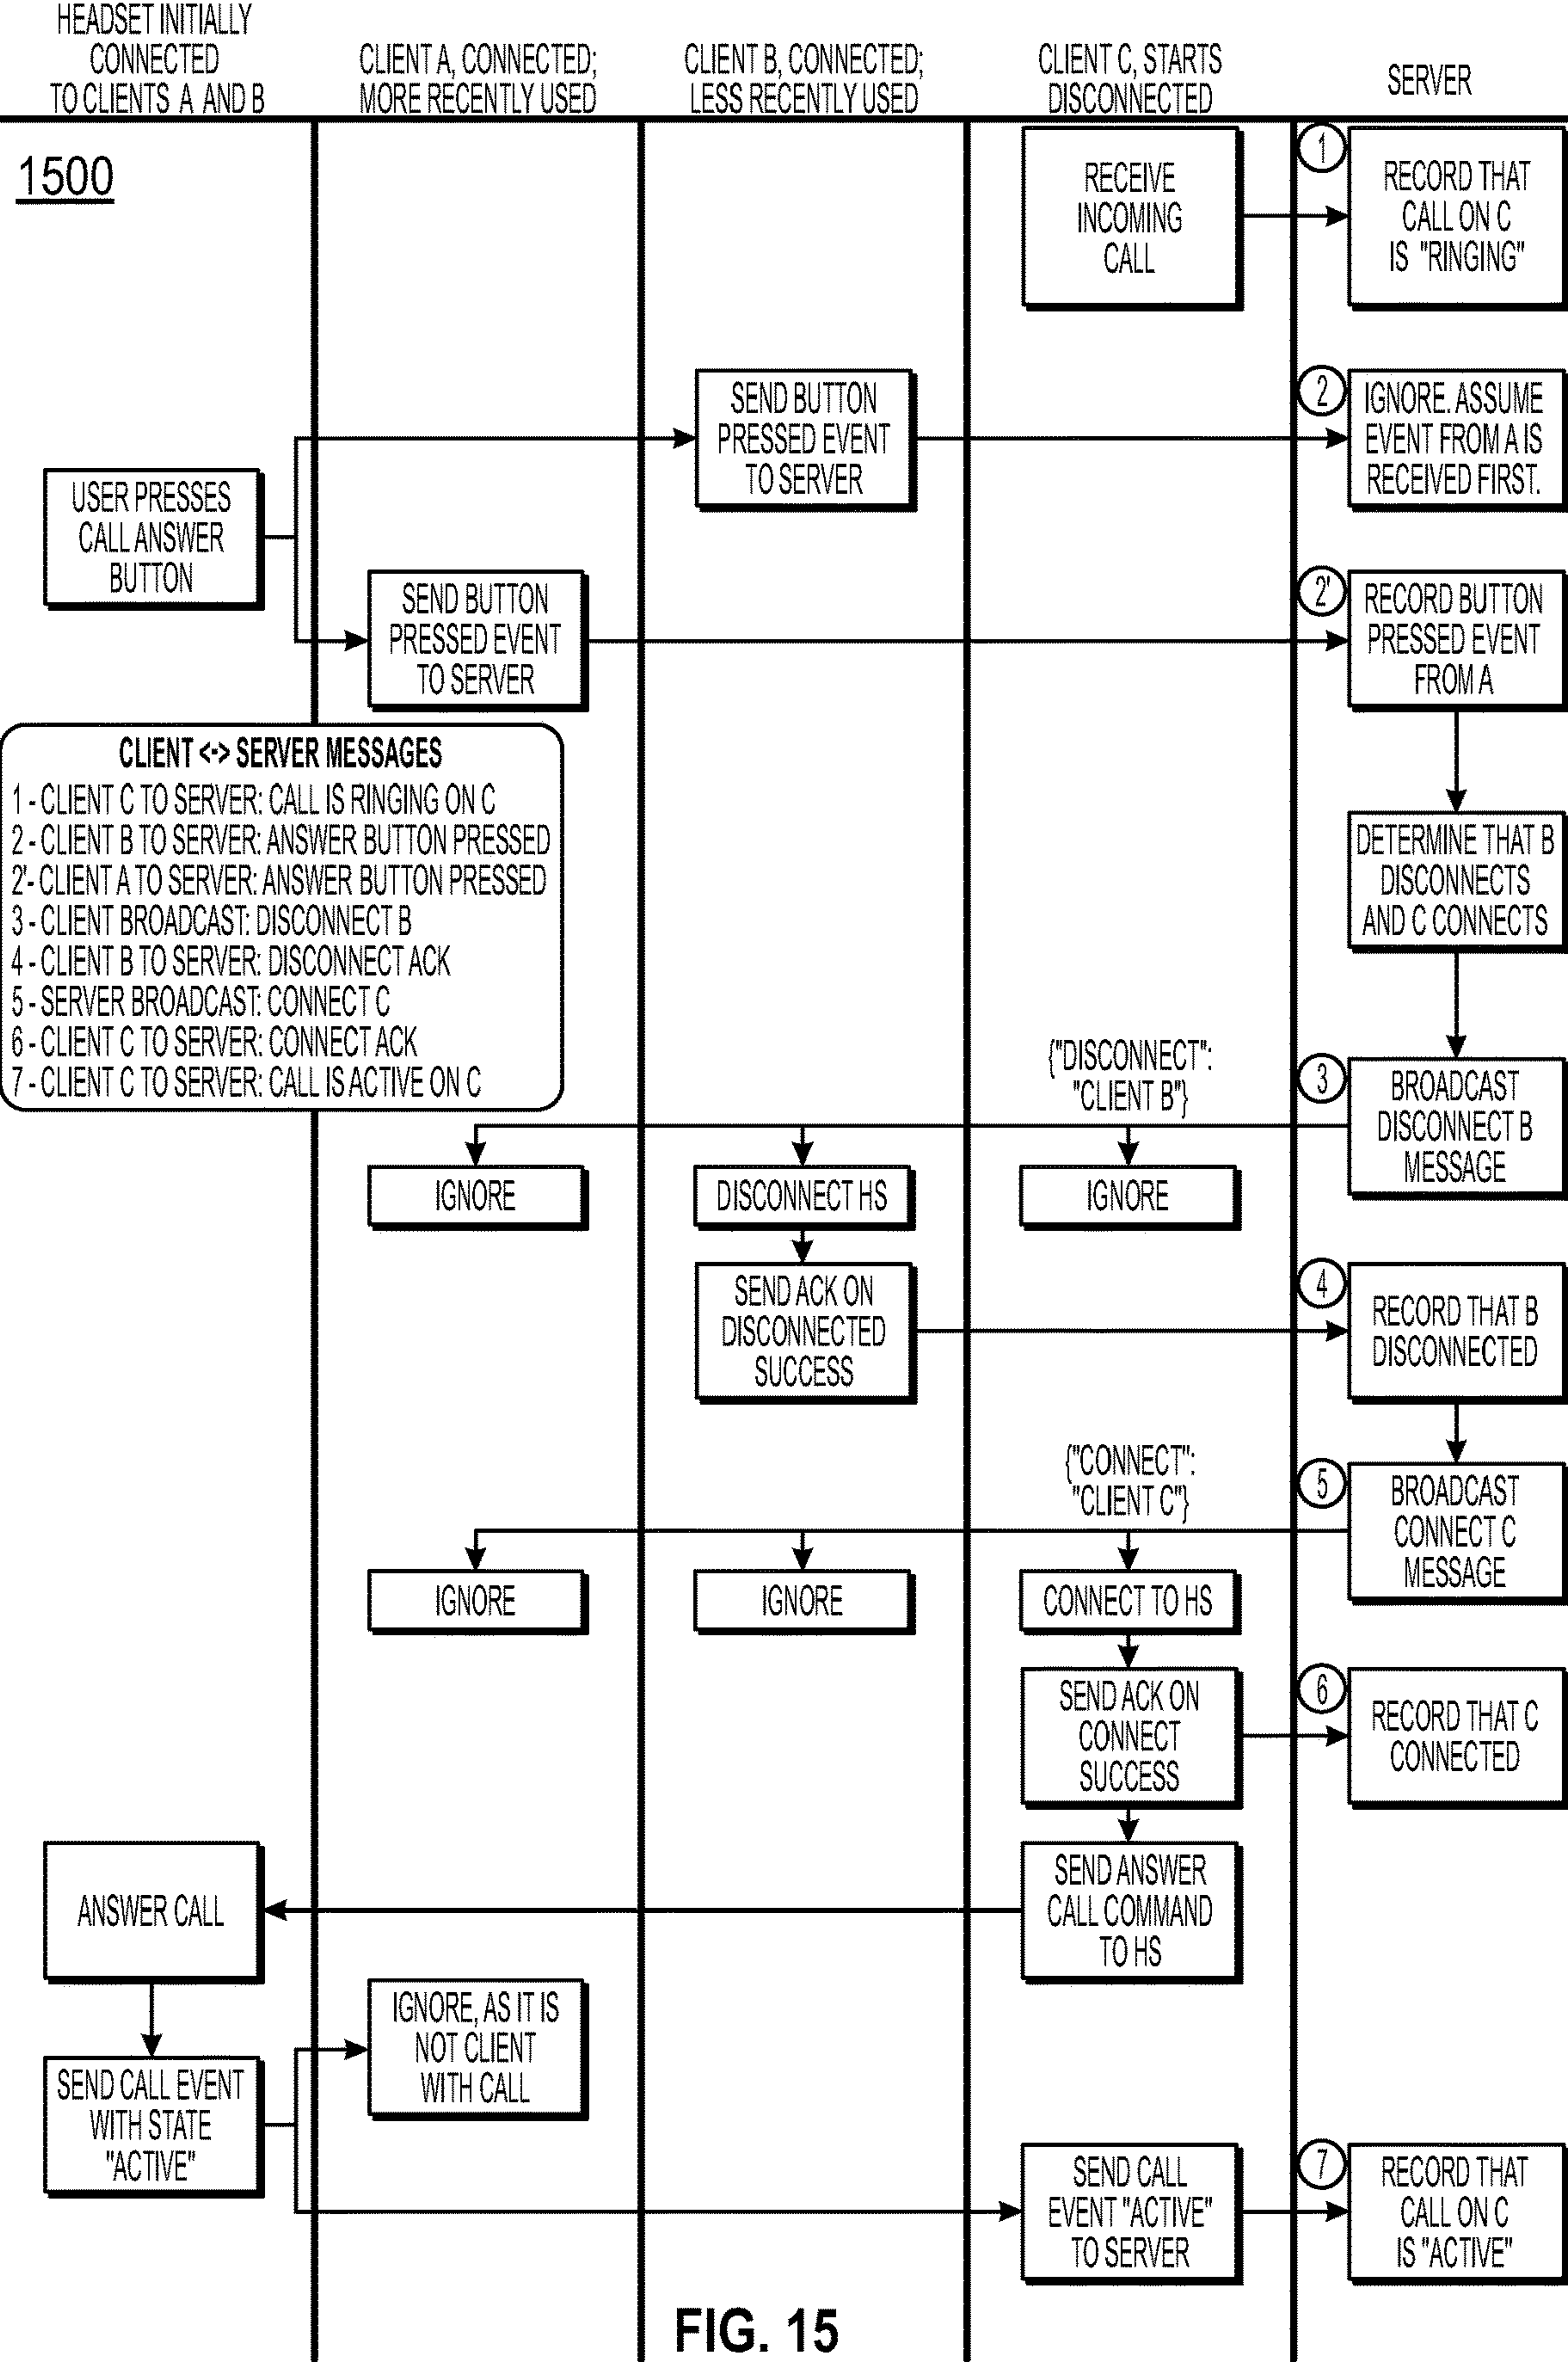 HEADSET INITIALLY
CONNECTED
TO CLIENTS A AND B
CLIENT A, CONNECTED;
MORE RECENTLY USED
CLIENT B, CONNECTED;
LESS RECENTLY USED
CLIENT C, STARTS
DISCONNECTED
SERVER
1500
RECEIVE
INCOMING
CALL
1
RECORD THAT
CALL ON C
IS "RINGING"
SEND BUTTON
PRESSED EVENT
TO SERVER
2
IGNORE. ASSUME
EVENT FROM A IS
RECEIVED FIRST.
USER PRESSES
CALL ANSWER
BUTTON
SEND BUTTON
PRESSED EVENT
TO SERVER
2'
RECORD BUTTON
PRESSED EVENT
FROM A
CLIENT <-> SERVER MESSAGES
1 - CLIENT C TO SERVER: CALL IS RINGING ON C
2 - CLIENT B TO SERVER: ANSWER BUTTON PRESSED
2'- CLIENT A TO SERVER: ANSWER BUTTON PRESSED
3 - CLIENT BROADCAST: DISCONNECT B
4 - CLIENT B TO SERVER: DISCONNECT ACK
5 - SERVER BROADCAST: CONNECT C
6 - CLIENT C TO SERVER: CONNECT ACK
7 - CLIENT C TO SERVER: CALL IS ACTIVE ON C
DETERMINE THAT B
DISCONNECTS
AND C CONNECTS
{"DISCONNECT":
"CLIENT B"}
3
BROADCAST
DISCONNECT B
MESSAGE
IGNORE
DISCONNECT HS
IGNORE
SEND ACK ON
DISCONNECTED
SUCCESS
4
RECORD THAT B
DISCONNECTED
{"CONNECT":
"CLIENT C"}
5
BROADCAST
CONNECT C
MESSAGE
IGNORE
IGNORE
CONNECT TO HS
SEND ACK ON
CONNECT
SUCCESS
6
RECORD THAT C
CONNECTED
ANSWER CALL
SEND ANSWER
CALL COMMAND
TO HS
IGNORE, AS IT IS
NOT CLIENT
WITH CALL
SEND CALL EVENT
WITH STATE
"ACTIVE"
SEND CALL
EVENT "ACTIVE"
TO SERVER
7
RECORD THAT
CALL ON C
IS "ACTIVE"
FIG. 15